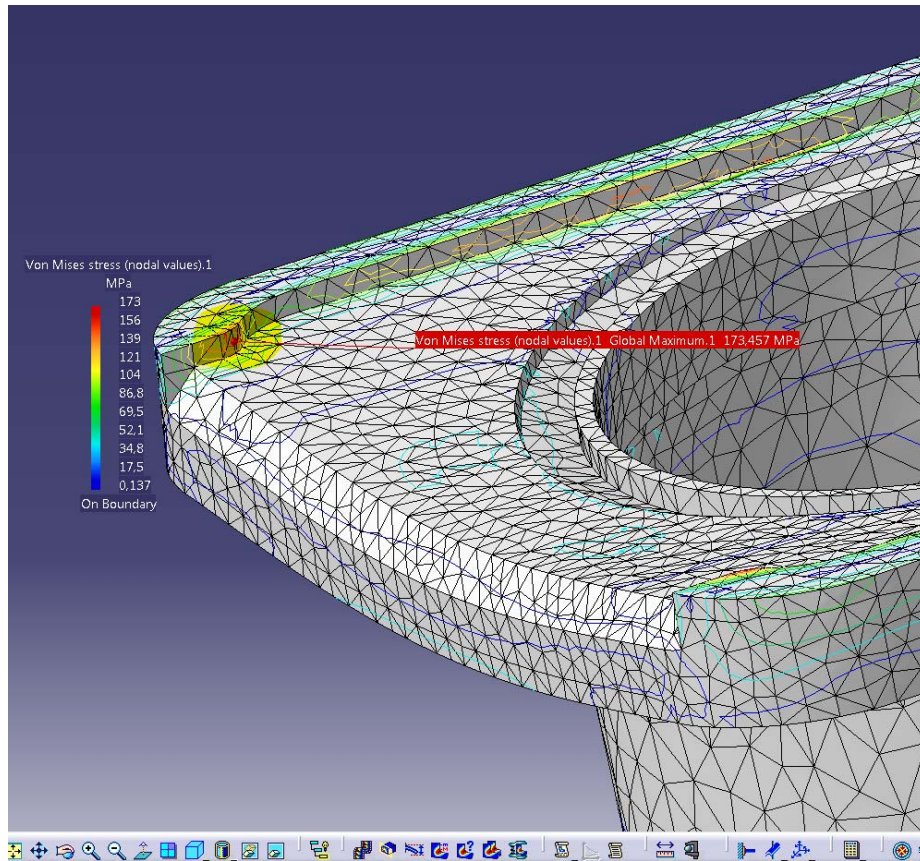 Von Mises stress (nodal values).1
MPa
173
156
139
121
104
86,8
69,5
52,1
34,8
17,5
0,137
On Boundary
Von Mises stress (nodal values).1 Global Maximum.1 173,457 MPa